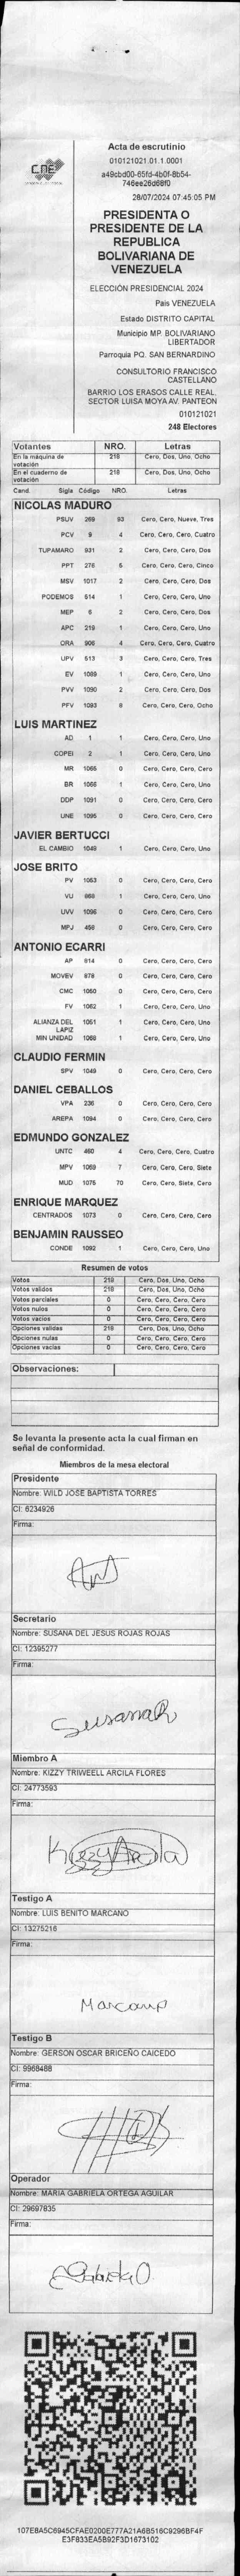 CNE
Acta de escrutinio
010121021.01.1.0001
a49cbd00-65fd-4b0f-8b54-
746ee26d68f0
28/07/2024 07:45:05 PM
PRESIDENTA O
PRESIDENTE DE LA
REPUBLICA
BOLIVARIANA DE
VENEZUELA
ELECCIÓN PRESIDENCIAL 2024
Pais VENEZUELA
Estado DISTRITO CAPITAL
Municipio MP. BOLIVARIANO
LIBERTADOR
Parroquia PQ. SAN BERNARDINO
CONSULTORIO FRANCISCO
CASTELLANO
BARRIO LOS ERASOS CALLE REAL.
SECTOR LUISA MOYA AV. PANTEON
010121021
248 Electores
Votantes NRO. Letras
En la máquina de votación 218 Cero, Dos, Uno, Ocho
En el cuaderno de votación 218 Cero, Dos, Uno, Ocho
Cand. Sigla Código NRO. Letras
NICOLAS MADURO
PSUV 269 93 Cero, Cero, Nueve, Tres
PCV 9 4 Cero, Cero, Cero, Cuatro
TUPAMARO 931 2 Cero, Cero, Cero, Dos
PPT 276 5 Cero, Cero, Cero, Cinco
MSV 1017 2 Cero, Cero, Cero, Dos
PODEMOS 514 1 Cero, Cero, Cero, Uno
MEP 6 2 Cero, Cero, Cero, Dos
APC 219 1 Cero, Cero, Cero, Uno
ORA 906 4 Cero, Cero, Cero, Cuatro
UPV 513 3 Cero, Cero, Cero, Tres
EV 1089 1 Cero, Cero, Cero, Uno
PVV 1090 2 Cero, Cero, Cero, Dos
PFV 1093 8 Cero, Cero, Cero, Ocho
LUIS MARTINEZ
AD 1 1 Cero, Cero, Cero, Uno
COPEI 2 1 Cero, Cero, Cero, Uno
MR 1065 0 Cero, Cero, Cero, Cero
BR 1066 1 Cero, Cero, Cero, Uno
DDP 1091 0 Cero, Cero, Cero, Cero
UNE 1095 0 Cero, Cero, Cero, Cero
JAVIER BERTUCCI
EL CAMBIO 1048 1 Cero, Cero, Cero, Uno
JOSE BRITO
PV 1053 0 Cero, Cero, Cero, Cero
VU 868 1 Cero, Cero, Cero, Uno
UVV 1096 0 Cero, Cero, Cero, Cero
MPJ 458 0 Cero, Cero, Cero, Cero
ANTONIO ECARRI
AP 814 0 Cero, Cero, Cero, Cero
MOVEV 878 0 Cero, Cero, Cero, Cero
CMC 1050 0 Cero, Cero, Cero, Cero
FV 1062 1 Cero, Cero, Cero, Uno
ALIANZA DEL LAPIZ 1051 1 Cero, Cero, Cero, Uno
MIN UNIDAD 1068 1 Cero, Cero, Cero, Uno
CLAUDIO FERMIN
SPV 1049 0 Cero, Cero, Cero, Cero
DANIEL CEBALLOS
VPA 236 0 Cero, Cero, Cero, Cero
AREPA 1094 0 Cero, Cero, Cero, Cero
EDMUNDO GONZALEZ
UNTC 460 4 Cero, Cero, Cero, Cuatro
MPV 1069 7 Cero, Cero, Cero, Siete
MUD 1075 70 Cero, Cero, Siete, Cero
ENRIQUE MARQUEZ
CENTRADOS 1073 0 Cero, Cero, Cero, Cero
BENJAMIN RAUSSEO
CONDE 1092 1 Cero, Cero, Cero, Uno
Resumen de votos
Votos 218 Cero, Dos, Uno, Ocho
Votos validos 218 Cero, Dos, Uno, Ocho
Votos parciales 0 Cero, Cero, Cero, Cero
Votos nulos 0 Cero, Cero, Cero, Cero
Votos vacios 0 Cero, Cero, Cero, Cero
Opciones validas 218 Cero, Dos, Uno, Ocho
Opciones nulas 0 Cero, Cero, Cero, Cero
Opciones vacias 0 Cero, Cero, Cero, Cero
Observaciones:
Se levanta la presente acta la cual firman en
señal de conformidad.
Miembros de la mesa electoral
Presidente
Nombre: WILD JOSE BAPTISTA TORRES
CI: 6234926
Firma:
Secretario
Nombre: SUSANA DEL JESUS ROJAS ROJAS
CI: 12395277
Firma:
SusanaR
Miembro A
Nombre: KIZZY TRIWEELL ARCILA FLORES
CI: 24773593
Firma:
Kizzy Arcila
Testigo A
Nombre: LUIS BENITO MARCANO
CI: 13275216
Firma:
Marcano
Testigo B
Nombre: GERSON OSCAR BRICEÑO CAICEDO
CI: 9968488
Firma:
Operador
Nombre: MARIA GABRIELA ORTEGA AGUILAR
CI: 29697835
Firma:
Gabriela O.
107E8A5C6945CFAE0200E777A21A6B516C9296BF4F
E3F833EA5B92F3D1673102